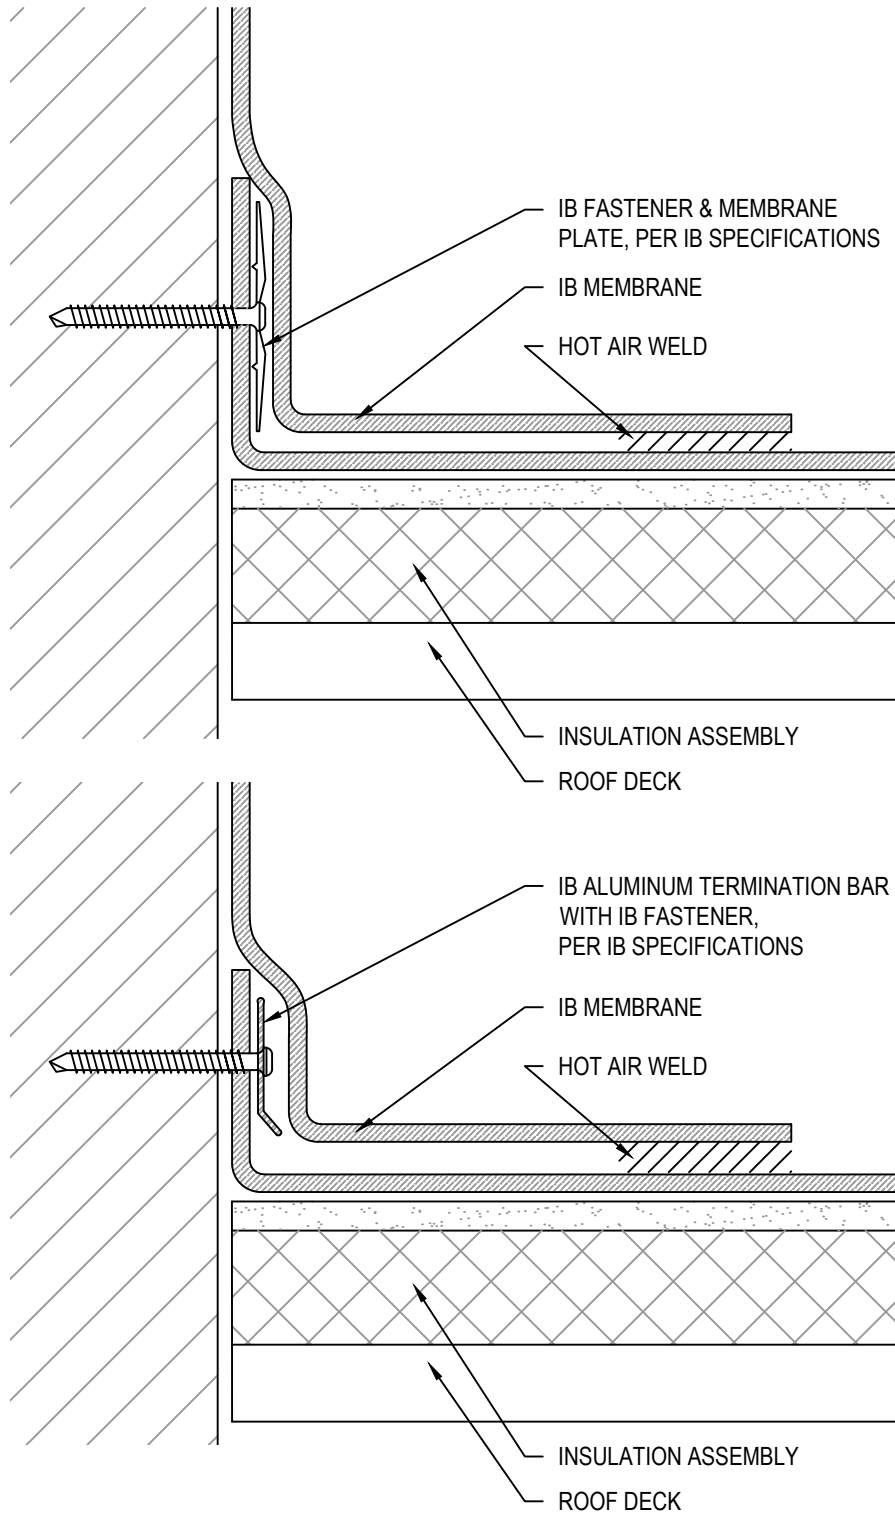 IB FASTENER & MEMBRANE
PLATE, PER IB SPECIFICATIONS
IB MEMBRANE
HOT AIR WELD
INSULATION ASSEMBLY
ROOF DECK
IB ALUMINUM TERMINATION BAR
WITH IB FASTENER,
PER IB SPECIFICATIONS
IB MEMBRANE
HOT AIR WELD
INSULATION ASSEMBLY
ROOF DECK